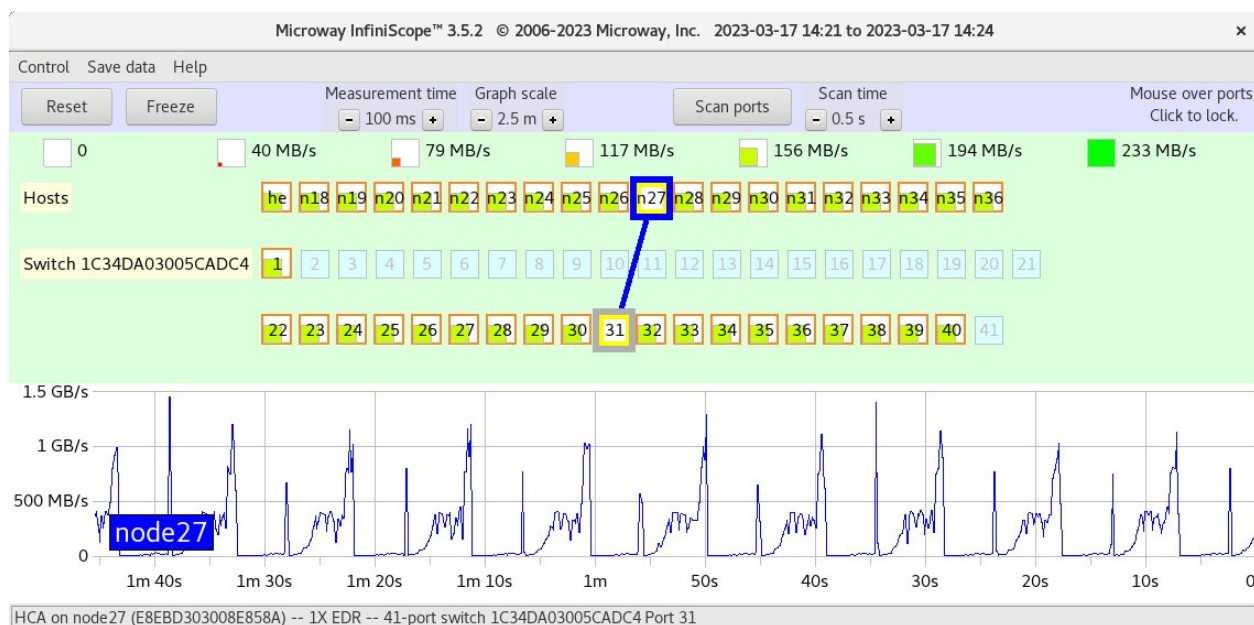 Microway InfiniScope™ 3.5.2 © 2006-2023 Microway, Inc. 2023-03-17 14:21 to 2023-03-17 14:24 ×
Control Save data Help
Reset Freeze Measurement time - 100 ms + Graph scale - 2.5 m + Scan ports Scan time - 0.5 s + Mouse over ports
Click to lock.
0 40 MB/s 79 MB/s 117 MB/s 156 MB/s 194 MB/s 233 MB/s
Hosts he n18 n19 n20 n21 n22 n23 n24 n25 n26 n27 n28 n29 n30 n31 n32 n33 n34 n35 n36
Switch 1C34DA03005CADC4 1 2 3 4 5 6 7 8 9 10 11 12 13 14 15 16 17 18 19 20 21
22 23 24 25 26 27 28 29 30 31 32 33 34 35 36 37 38 39 40 41
1.5 GB/s
1 GB/s
500 MB/s
node27
0
1m 40s 1m 30s 1m 20s 1m 10s 1m 50s 40s 30s 20s 10s 0
HCA on node27 (E8EBD303008E858A) -- 1X EDR -- 41-port switch 1C34DA03005CADC4 Port 31